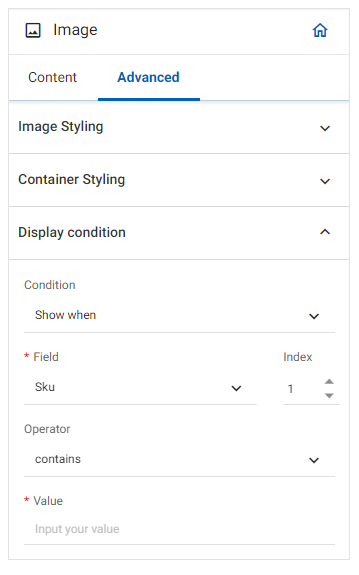 Image
Content Advanced
Image Styling
Container Styling
Display condition
Condition
Show when
* Field Index
Sku 1
Operator
contains
* Value
Input your value